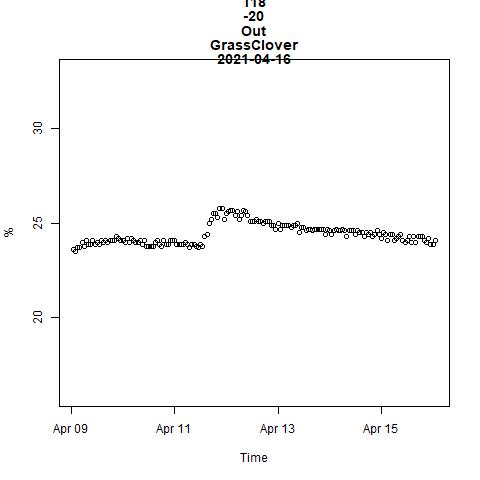 T18
-20
Out
GrassClover
2021-04-16
30
25
20
%
Apr 09
Apr 11
Apr 13
Apr 15
Time